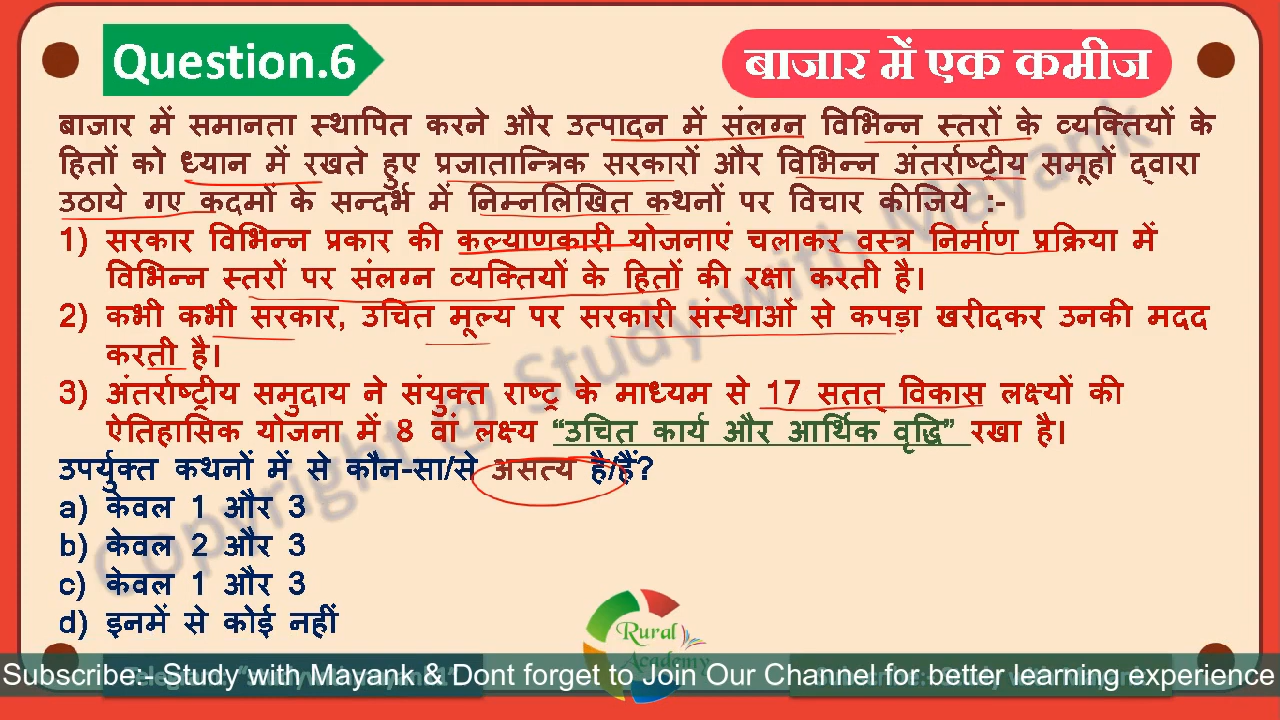 Question.6
बाजार में एक कमीज
बाजार में समानता स्थापित करने और उत्पादन में संलग्न विभिन्न स्तरों के व्यक्तियों के
हितों को ध्यान में रखते हुए प्रजातान्त्रिक सरकारों और विभिन्न अंतर्राष्ट्रीय समूहों द्वारा
उठाये गए कदमों के सन्दर्भ में निम्नलिखित कथनों पर विचार कीजिये :-
1) सरकार विभिन्न प्रकार की कल्याणकारी योजनाएं चलाकर वस्त्र निर्माण प्रक्रिया में
विभिन्न स्तरों पर संलग्न व्यक्तियों के हितों की रक्षा करती है।
2) कभी कभी सरकार, उचित मूल्य पर सरकारी संस्थाओं से कपड़ा खरीदकर उनकी मदद
करती है।
3) अंतर्राष्ट्रीय समुदाय ने संयुक्त राष्ट्र के माध्यम से 17 सतत् विकास लक्ष्यों की
ऐतिहासिक योजना में 8 वां लक्ष्य “उचित कार्य और आर्थिक वृद्धि” रखा है।
उपर्युक्त कथनों में से कौन-सा/से असत्य है/हैं?
a) केवल 1 और 3
b) केवल 2 और 3
c) केवल 1 और 3
d) इनमें से कोई नहीं
Copyright @ Study with Mayank
Rural
Academy
Subscribe:- Study with Mayank & Dont forget to Join Our Channel for better learning experience